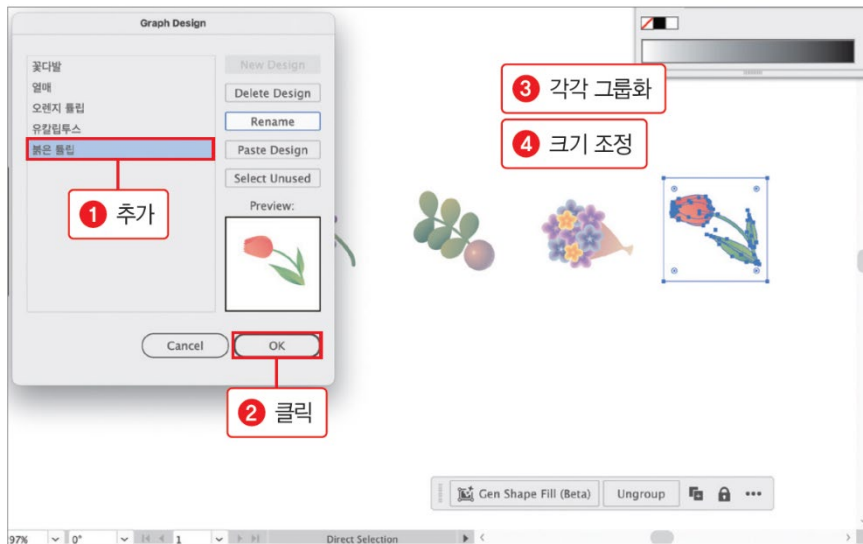 Graph Design
꽃다발
열매
오렌지 튤립
유칼립투스
붉은 튤립
New Design
Delete Design
Rename
Paste Design
Select Unused
Preview:
Cancel
OK
1 추가
2 클릭
3 각각 그룹화
4 크기 조정
Gen Shape Fill (Beta)
Ungroup
97%
0°
1
Direct Selection